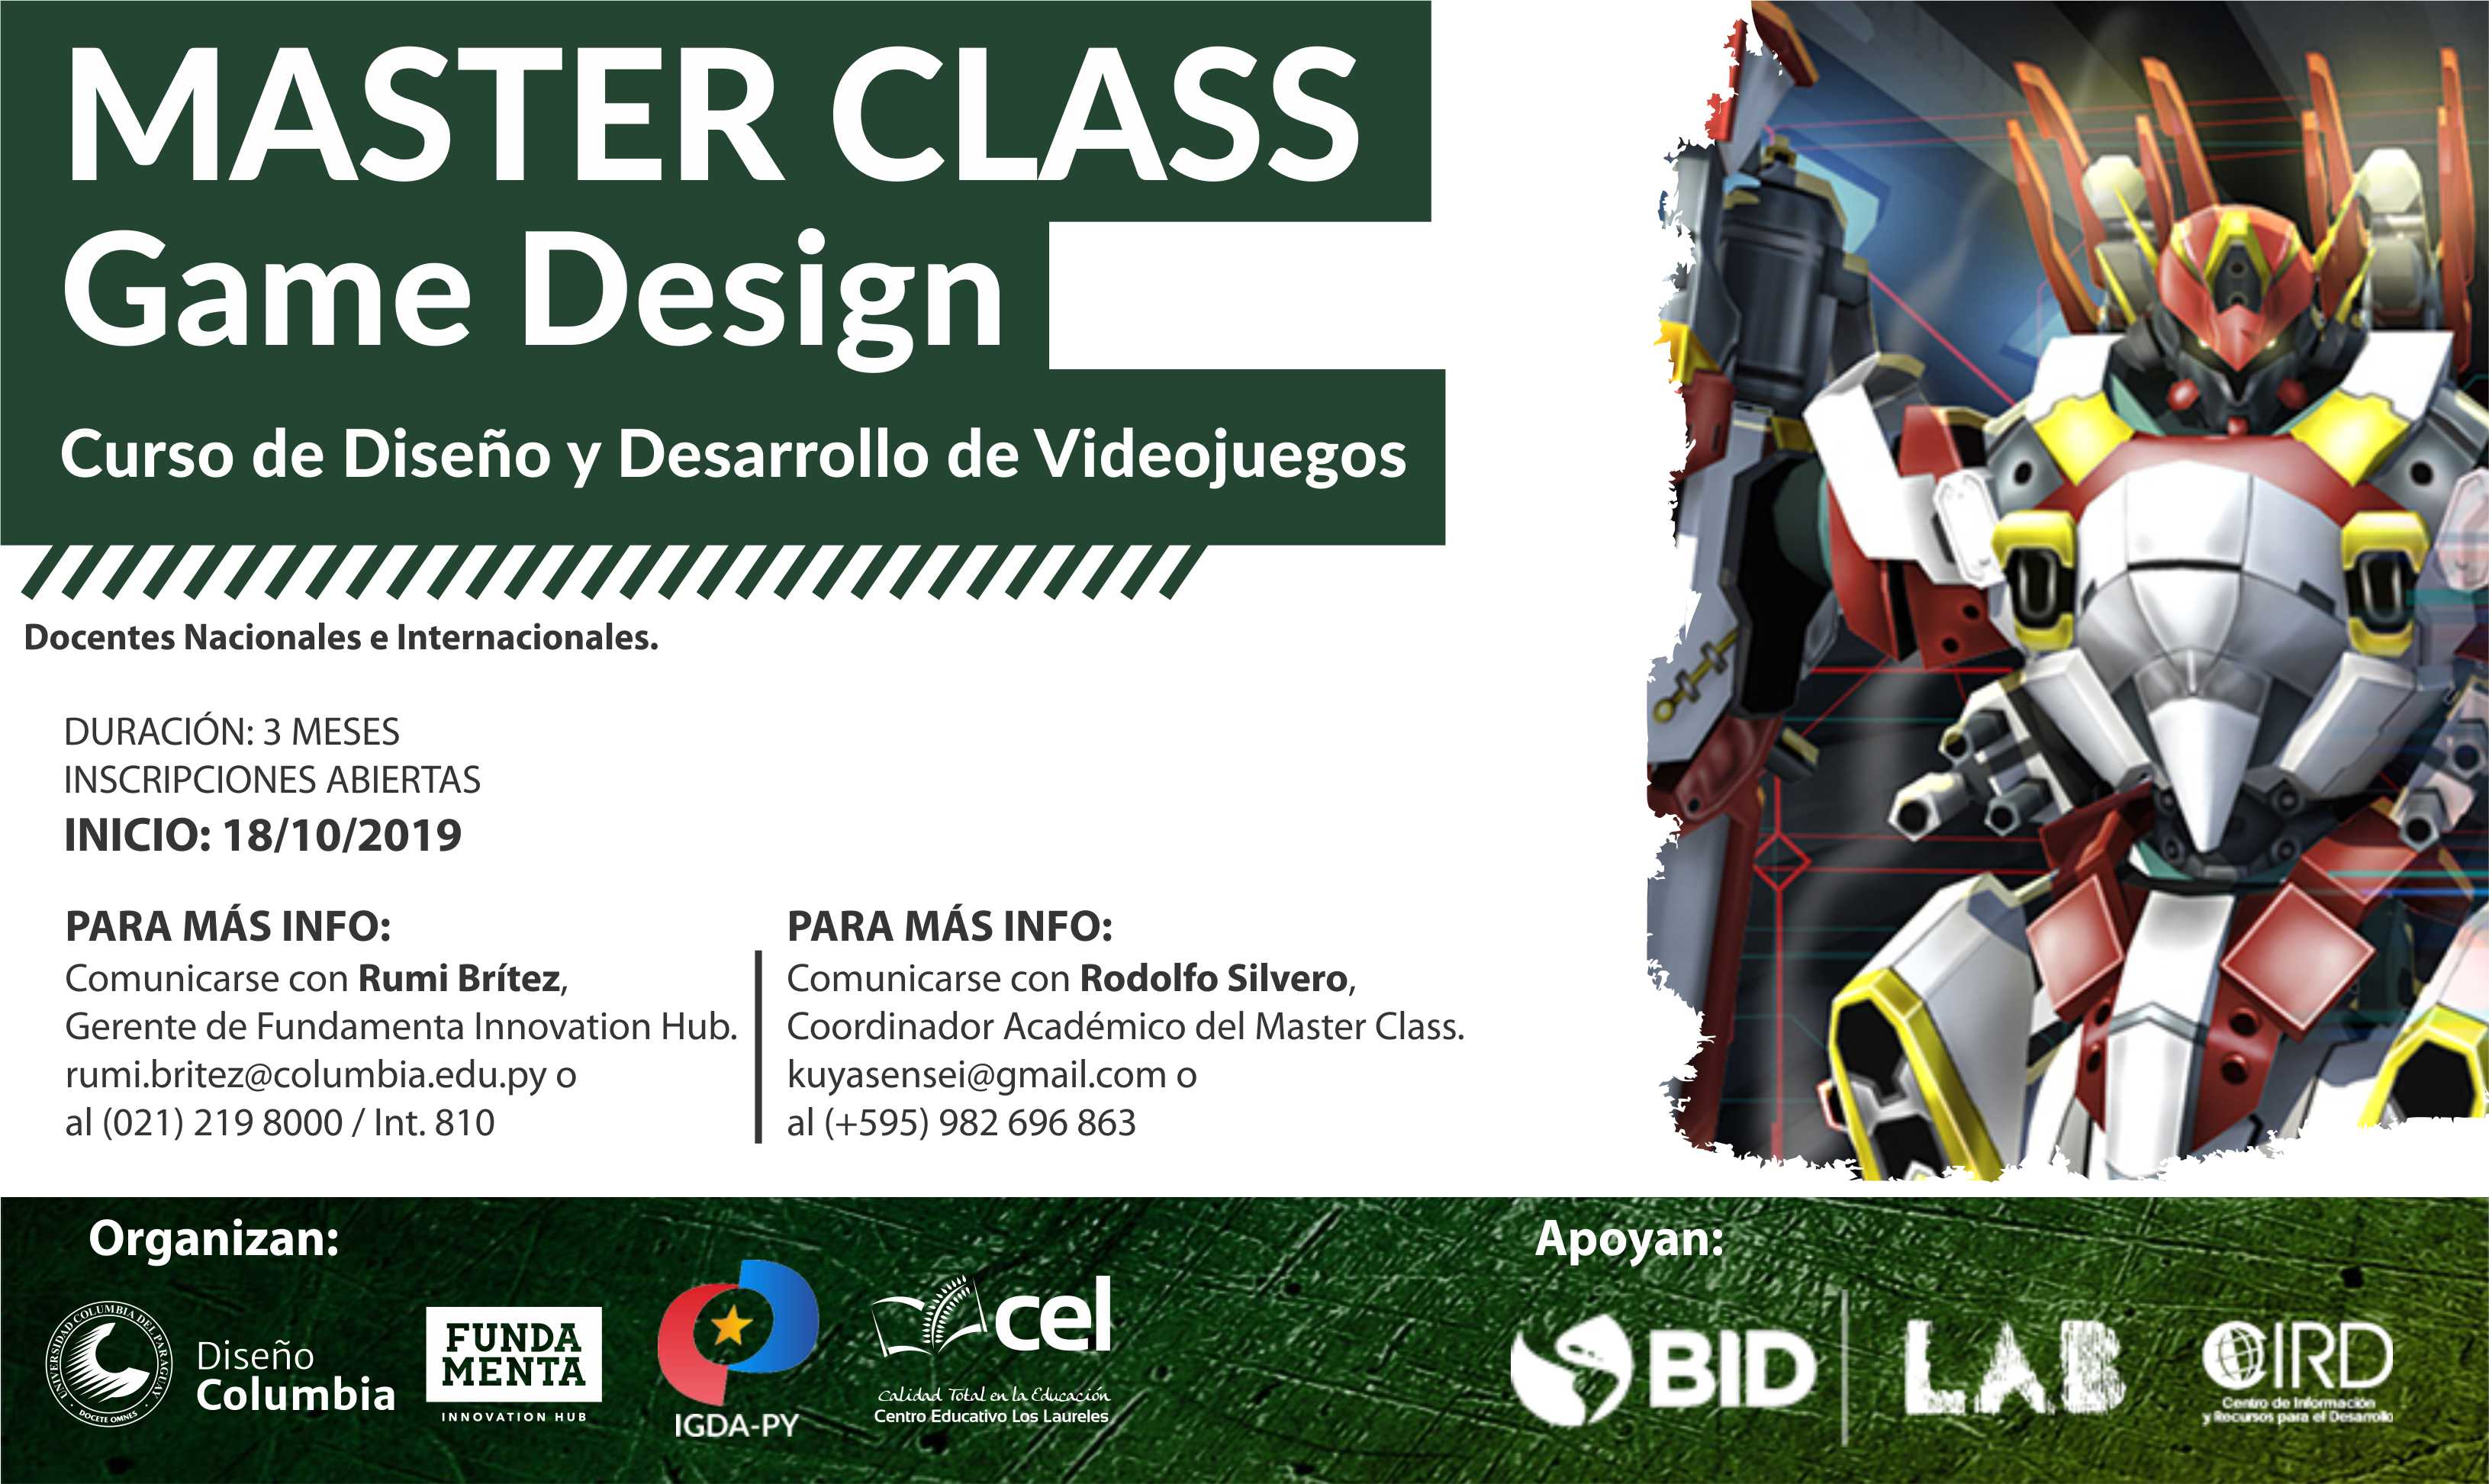 MASTER CLASS
Game Design
Curso de Diseño y Desarrollo de Videojuegos
Docentes Nacionales e Internacionales.
DURACIÓN: 3 MESES
INSCRIPCIONES ABIERTAS
INICIO: 18/10/2019
PARA MÁS INFO:
Comunicarse con Rumi Brítez,
Gerente de Fundamenta Innovation Hub.
rumi.britez@columbia.edu.py o
al (021) 219 8000 / Int. 810
PARA MÁS INFO:
Comunicarse con Rodolfo Silvero,
Coordinador Académico del Master Class.
kuyasensei@gmail.com o
al (+595) 982 696 863
Organizan:
UNIVERSIDAD COLUMBIA DEL PARAGUAY
DOCETE OMNES
Diseño
Columbia
FUNDA
MENTA
INNOVATION HUB
IGDA-PY
cel
Calidad Total en la Educación
Centro Educativo Los Laureles
Apoyan:
BID
LAB
CIRD
Centro de Información
y Recursos para el Desarrollo